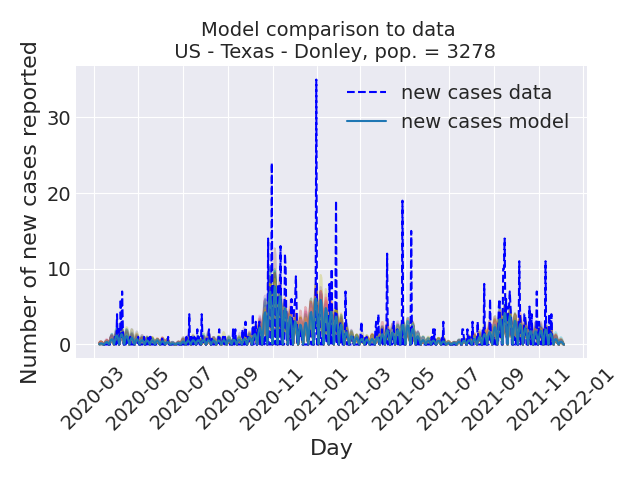 Model comparison to data
US - Texas - Donley, pop. = 3278
Number of new cases reported
30
20
10
0
new cases data
new cases model
2020-03
2020-05
2020-07
2020-09
2020-11
2021-01
2021-03
2021-05
2021-07
2021-09
2021-11
2022-01
Day